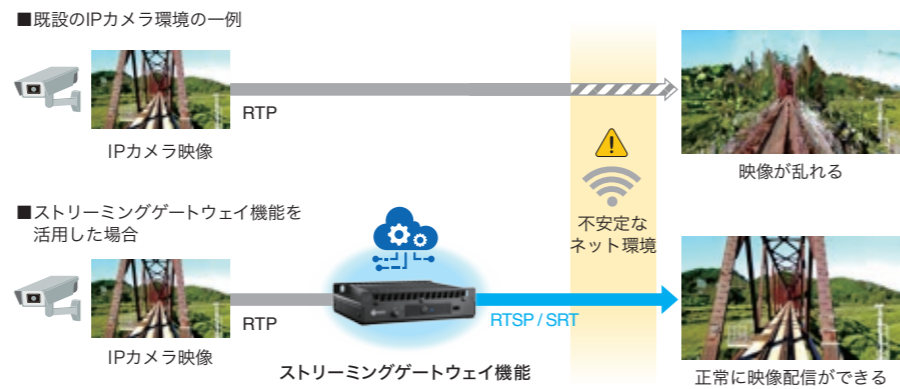 ■既設のIPカメラ環境の一例
RTP
IPカメラ映像
映像が乱れる
不安定な
ネット環境
■ストリーミングゲートウェイ機能を
活用した場合
RTP
RTSP / SRT
IPカメラ映像
ストリーミングゲートウェイ機能
正常に映像配信ができる